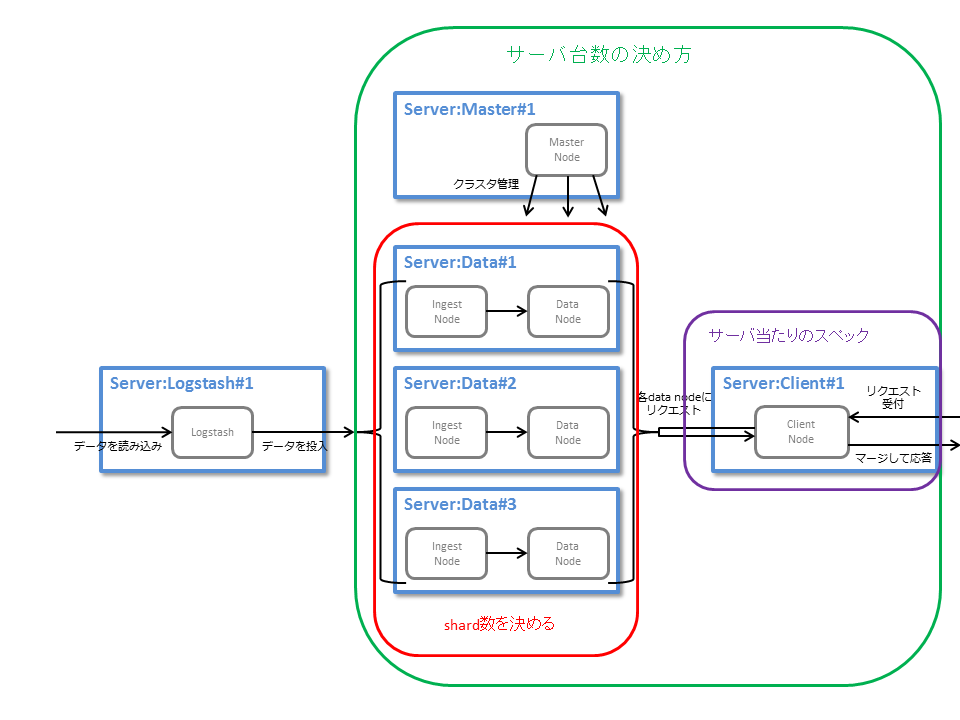 サーバ台数の決め方
Server:Master#1
Master
Node
クラスタ管理
Server:Data#1
Ingest
Node
Data
Node
サーバ当たりのスペック
Server:Logstash#1
Logstash
データを読み込み
データを投入
Server:Data#2
Ingest
Node
Data
Node
各data nodeに
リクエスト
Server:Client#1
Client
Node
リクエスト
受付
マージして応答
Server:Data#3
Ingest
Node
Data
Node
shard数を決める